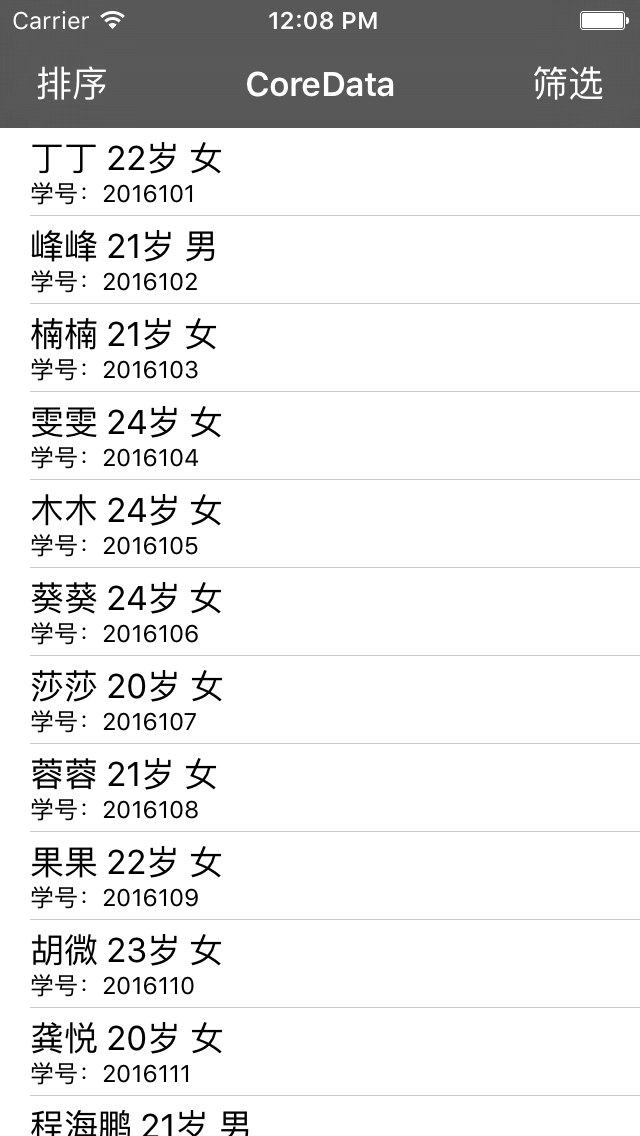 Carrier 12:08 PM
排序 CoreData 筛选
丁丁 22岁 女
学号：2016101
峰峰 21岁 男
学号：2016102
楠楠 21岁 女
学号：2016103
雯雯 24岁 女
学号：2016104
木木 24岁 女
学号：2016105
葵葵 24岁 女
学号：2016106
莎莎 20岁 女
学号：2016107
蓉蓉 21岁 女
学号：2016108
果果 22岁 女
学号：2016109
胡微 23岁 女
学号：2016110
龚悦 20岁 女
学号：2016111
程海鹏 21岁 男